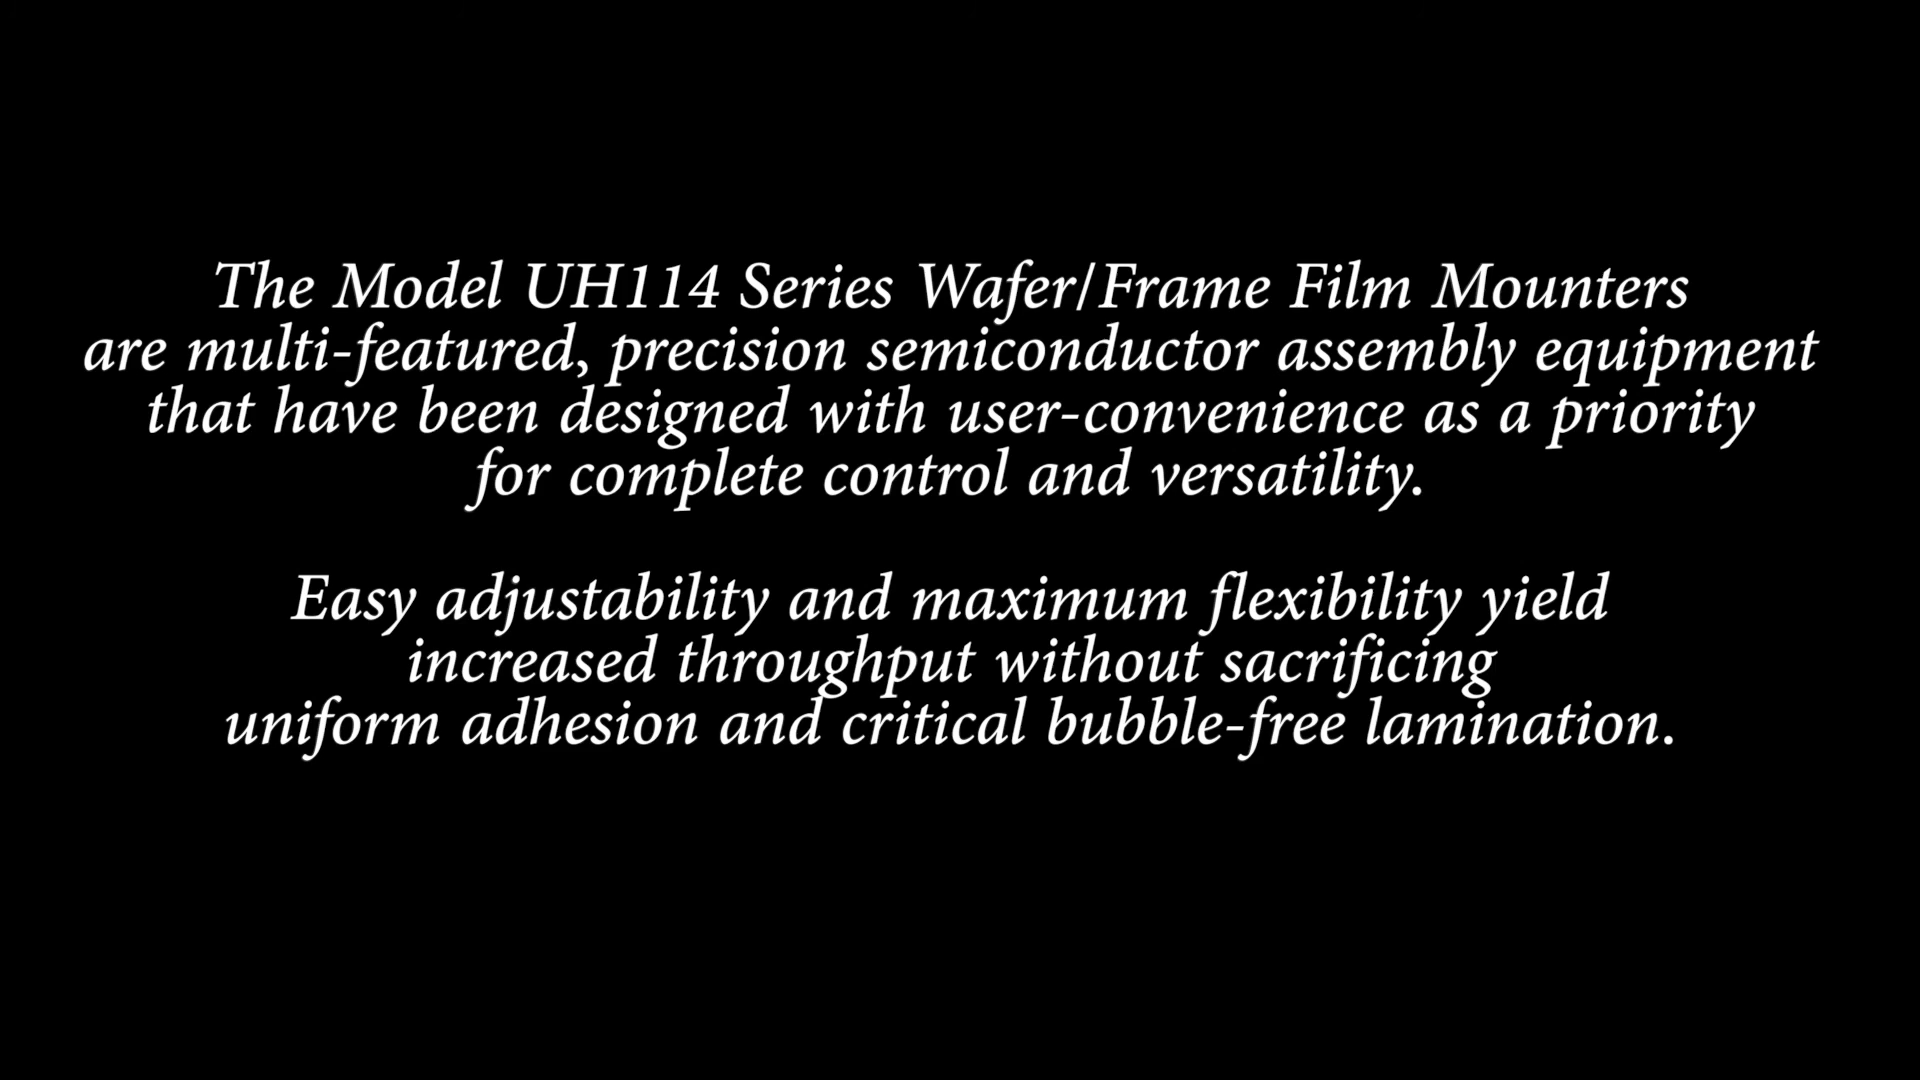 The Model UH114 Series Wafer/Frame Film Mounters
are multi-featured, precision semiconductor assembly equipment
that have been designed with user-convenience as a priority
for complete control and versatility.
Easy adjustability and maximum flexibility yield
increased throughput without sacrificing
uniform adhesion and critical bubble-free lamination.